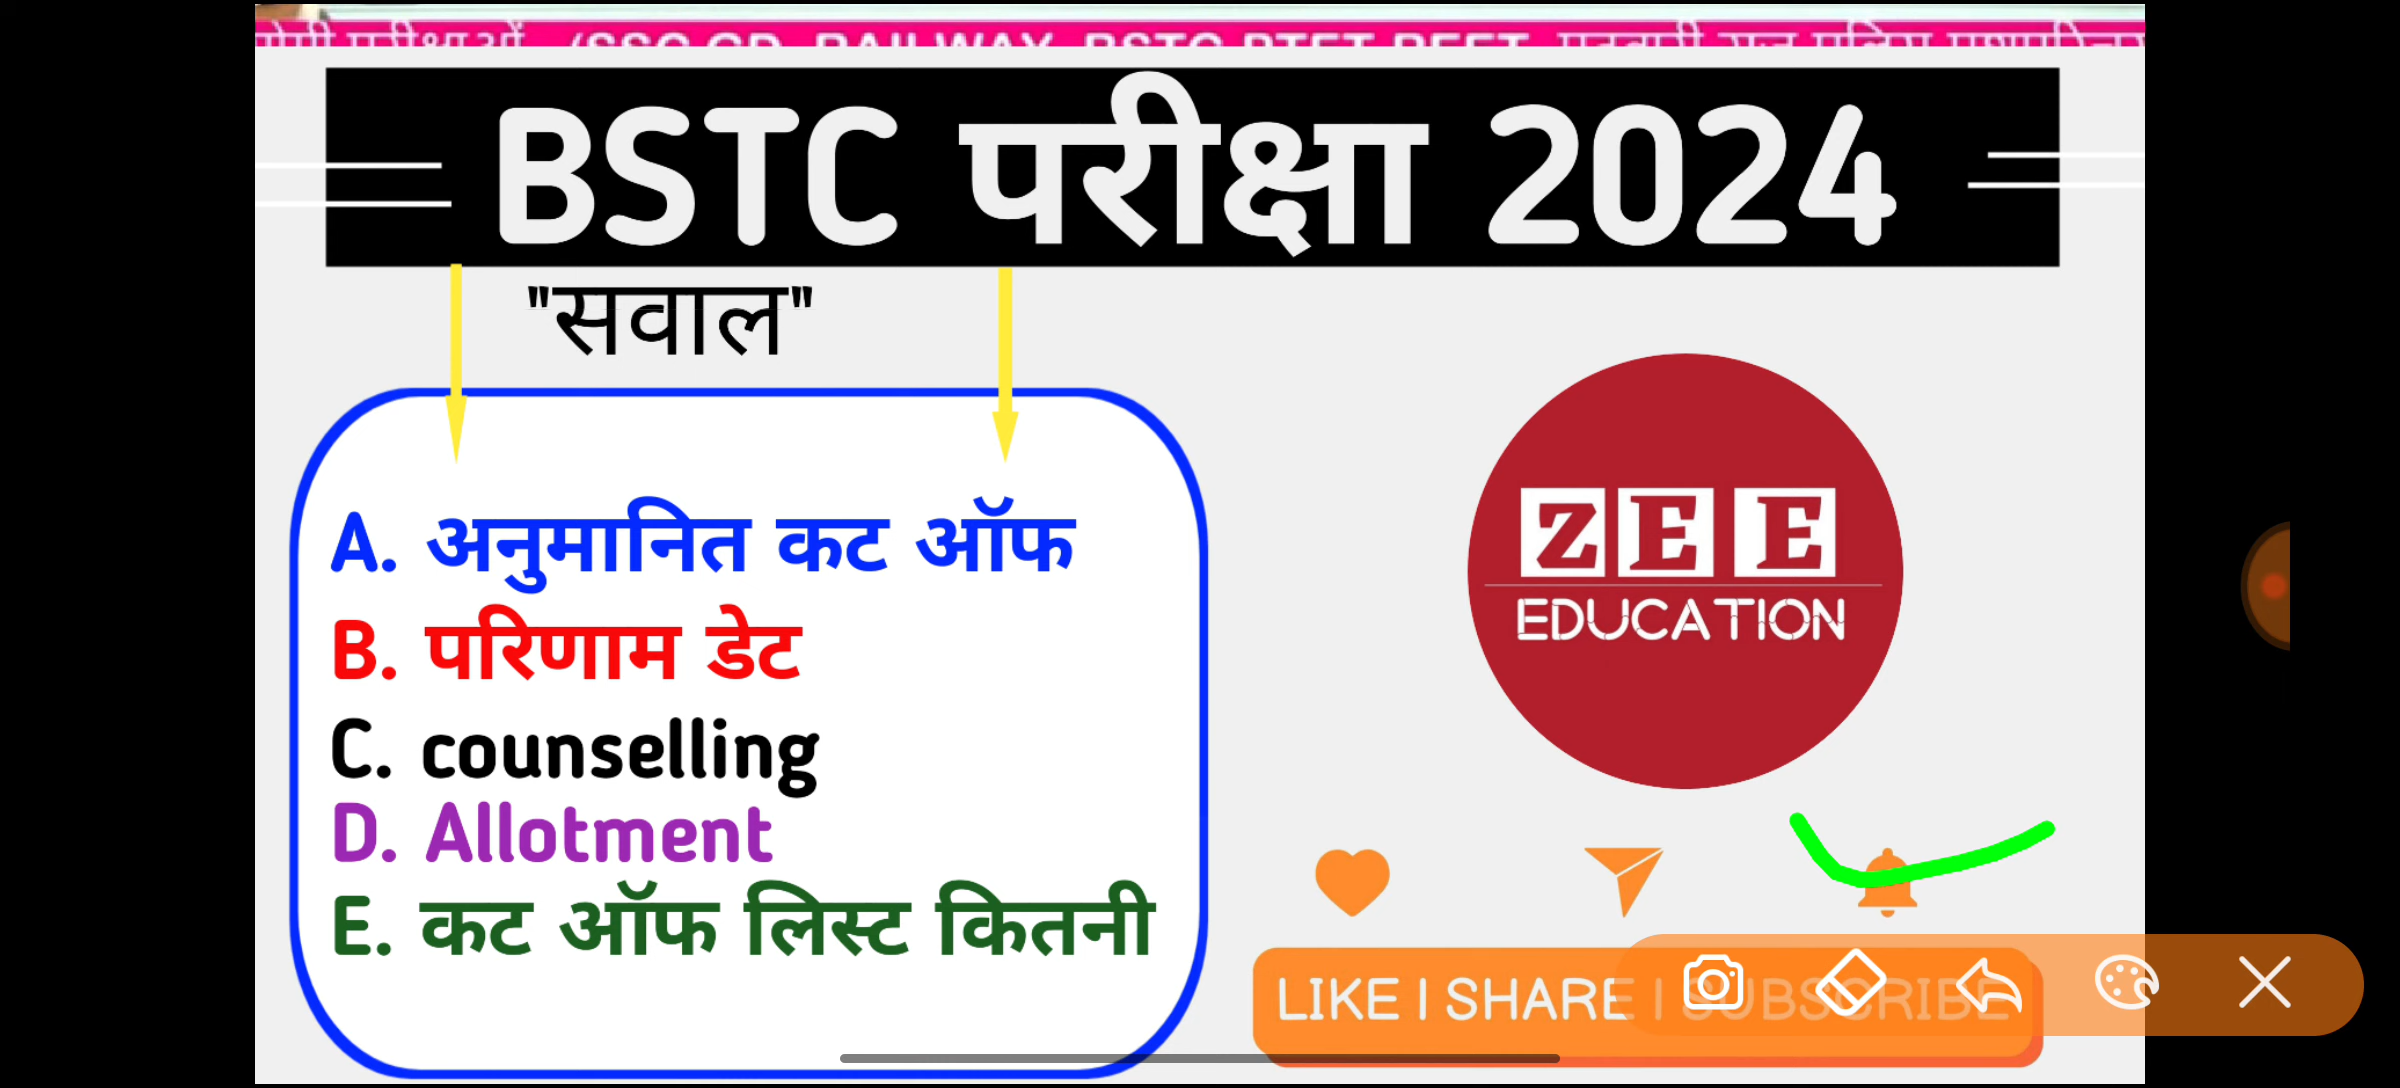 BSTC परीक्षा 2024
"सवाल"
A. अनुमानित कट ऑफ
B. परिणाम डेट
C. counselling
D. Allotment
E. कट ऑफ लिस्ट कितनी
ZEE
EDUCATION
LIKE | SHARE | SUBSCRIBE